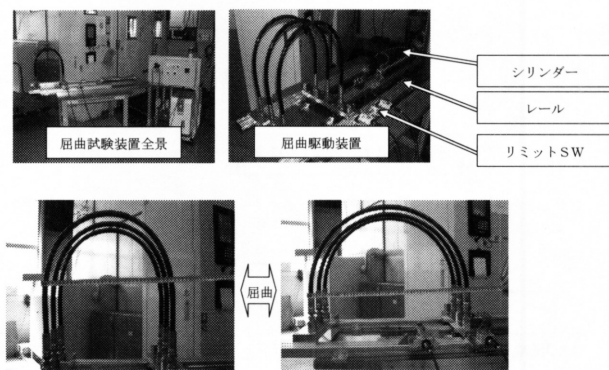 シリンダー
レール
リミットSW
屈曲試験装置全景
屈曲駆動装置
屈曲